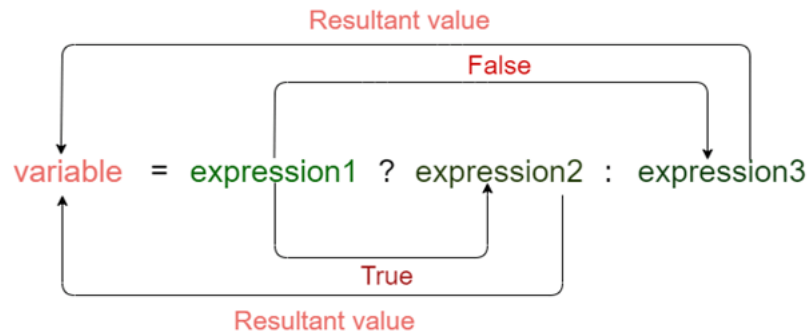 Resultant value
False
variable = expression1 ? expression2 : expression3
True
Resultant value